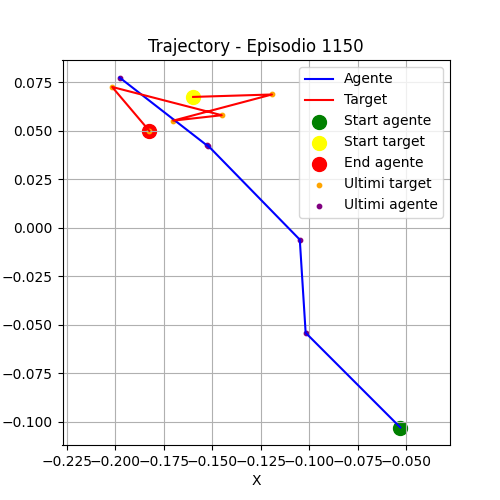 Trajectory - Episodio 1150
Agente
Target
Start agente
Start target
End agente
Ultimi target
Ultimi agente
0.075
0.050
0.025
0.000
−0.025
−0.050
−0.075
−0.100
−0.225 −0.200 −0.175 −0.150 −0.125 −0.100 −0.075 −0.050
X